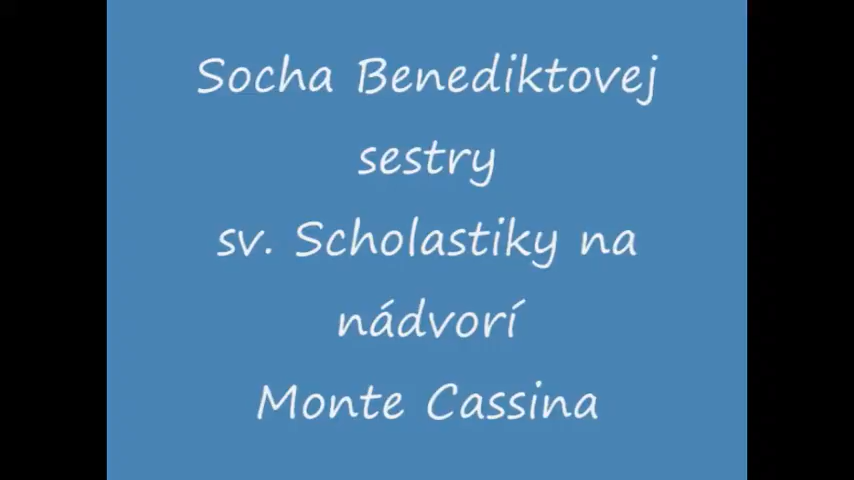 Socha Benediktovej
sestry
sv. Scholastiky na
nádvorí
Monte Cassina